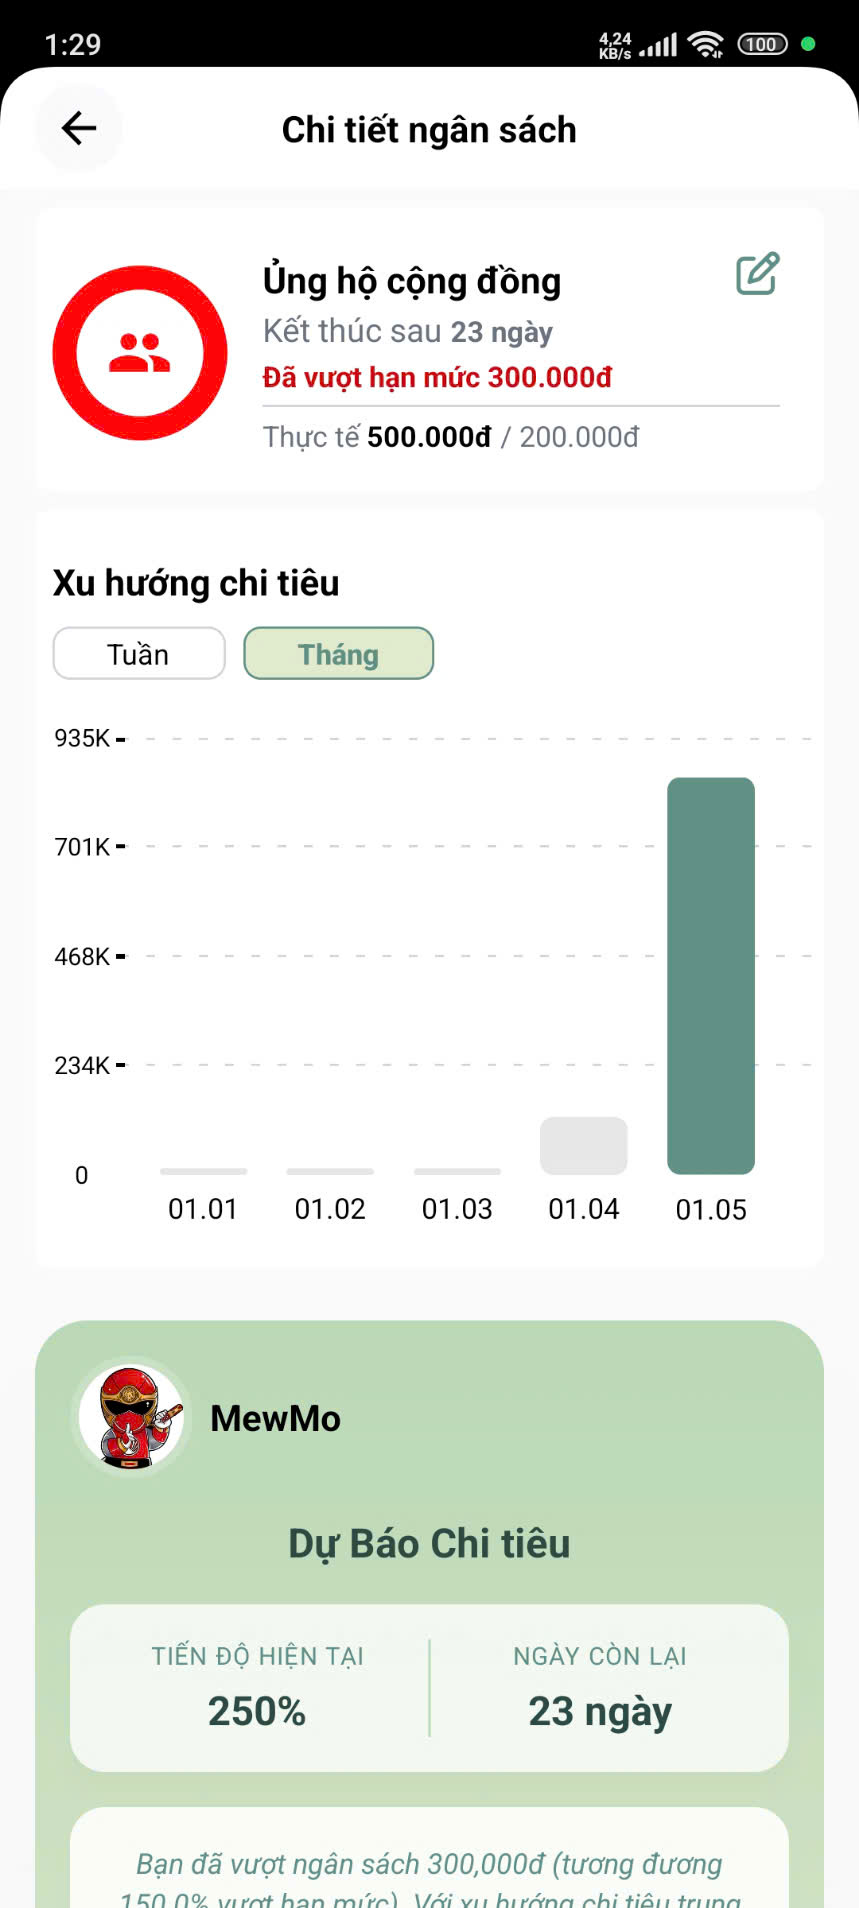 1:29
4,24
KB/s
100
Chi tiết ngân sách
Ủng hộ cộng đồng
Kết thúc sau 23 ngày
Đã vượt hạn mức 300.000đ
Thực tế 500.000đ / 200.000đ
Xu hướng chi tiêu
Tuần
Tháng
935K
701K
468K
234K
0
01.01
01.02
01.03
01.04
01.05
MewMo
Dự Báo Chi tiêu
TIẾN ĐỘ HIỆN TẠI
NGÀY CÒN LẠI
250%
23 ngày
Bạn đã vượt ngân sách 300,000đ (tương đương
150.0% vượt hạn mức). Với xu hướng chi tiêu trung